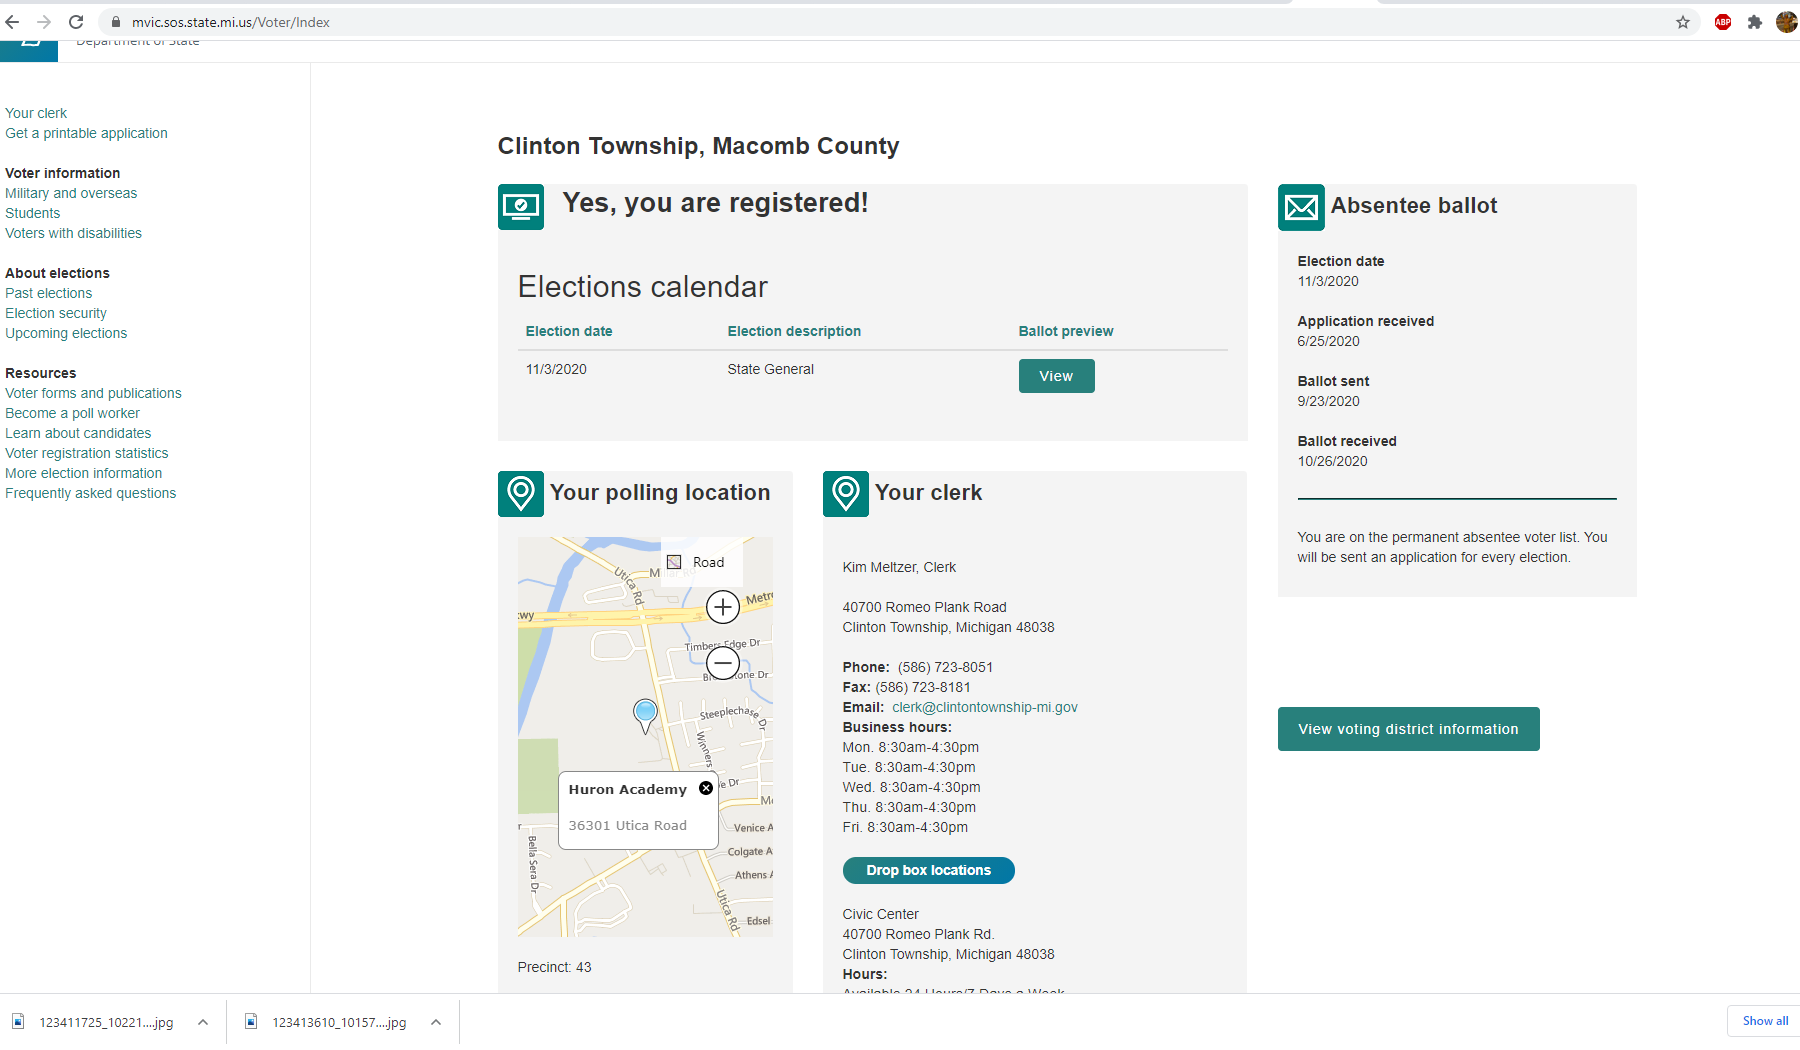 mvic.sos.state.mi.us/Voter/Index
ABP
Department of State
Your clerk
Get a printable application
Voter information
Military and overseas
Students
Voters with disabilities
About elections
Past elections
Election security
Upcoming elections
Resources
Voter forms and publications
Become a poll worker
Learn about candidates
Voter registration statistics
More election information
Frequently asked questions
Clinton Township, Macomb County
Yes, you are registered!
Elections calendar
Election date Election description Ballot preview
11/3/2020 State General View
Absentee ballot
Election date
11/3/2020
Application received
6/25/2020
Ballot sent
9/23/2020
Ballot received
10/26/2020
You are on the permanent absentee voter list. You
will be sent an application for every election.
View voting district information
Your polling location
Road
Utica Rd
Metr
wy
Timbers Edge Dr
Steeplechase Dr
Winners
e Dr
Huron Academy
36301 Utica Road
Venice A
Colgate A
Athens A
Bella Sera Dr
Utica Rd
Edsel
Precinct: 43
Your clerk
Kim Meltzer, Clerk
40700 Romeo Plank Road
Clinton Township, Michigan 48038
Phone: (586) 723-8051
Fax: (586) 723-8181
Email: clerk@clintontownship-mi.gov
Business hours:
Mon. 8:30am-4:30pm
Tue. 8:30am-4:30pm
Wed. 8:30am-4:30pm
Thu. 8:30am-4:30pm
Fri. 8:30am-4:30pm
Drop box locations
Civic Center
40700 Romeo Plank Rd.
Clinton Township, Michigan 48038
Hours:
Available 24 Hours/7 Days a Week
123411725_10221....jpg
123413610_10157....jpg
Show all